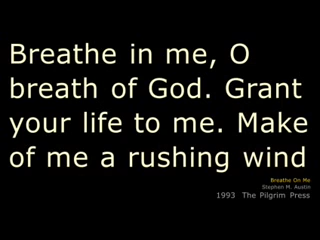 Breathe in me, O
breath of God. Grant
your life to me. Make
of me a rushing wind
Breathe On Me
Stephen M. Austin
1993 The Pilgrim Press